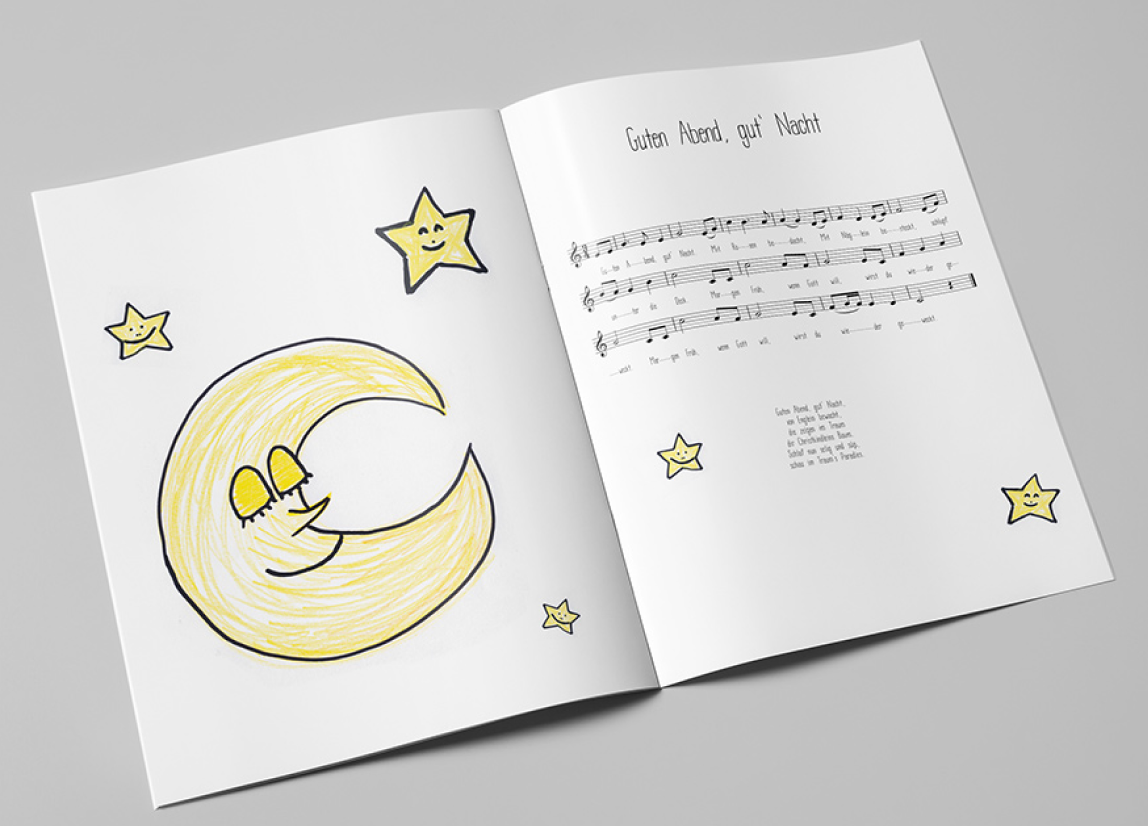 Guten Abend, gut' Nacht
Gu---ten A---bend, gut' Nacht. Mit Ro---sen be---dacht, Mit Näg---lein be---steckt, schlüpf
un---ter die Deck. Mor---gen früh, wenn Gott will, wirst du wie---der ge---
---weckt. Mor---gen früh, wenn Gott will, wirst du wie---der ge---weckt.
Guten Abend, gut' Nacht,
von Englein bewacht,
die zeigen im Traum
dir Christkindleins Baum.
Schlaf nun selig und süß,
schau im Traum's Paradies.